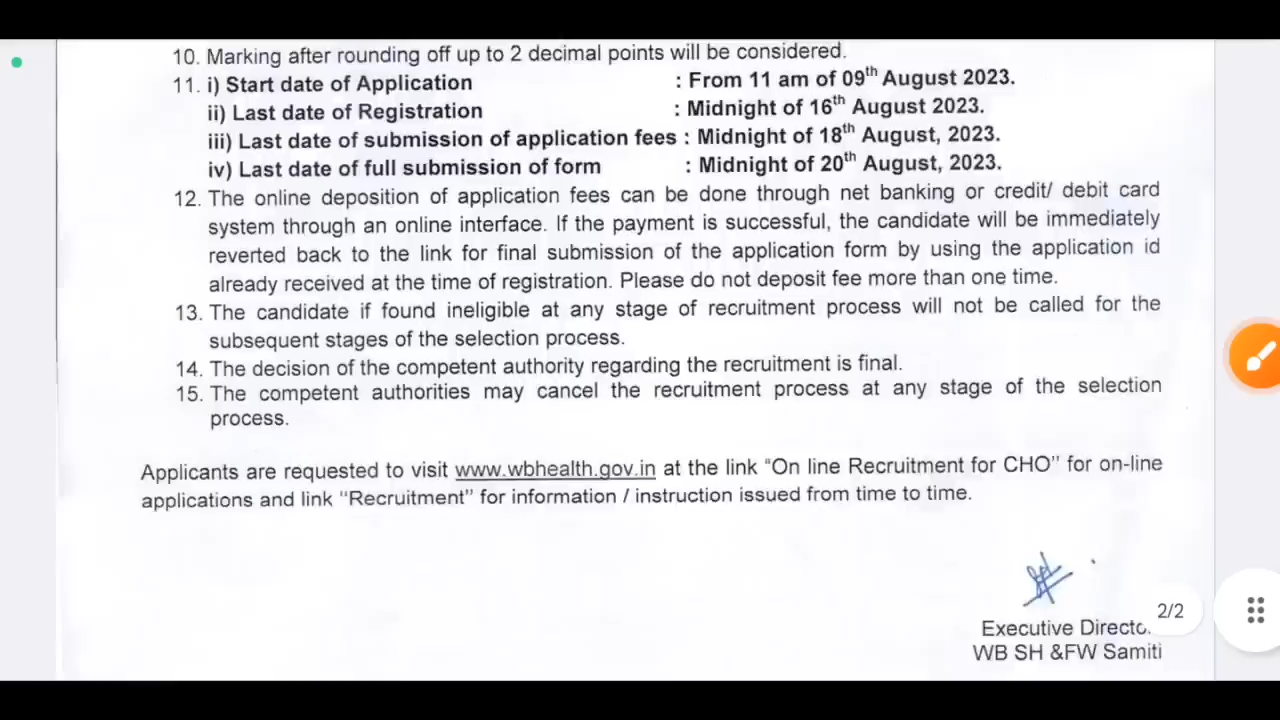 10. Marking after rounding off up to 2 decimal points will be considered.
11. i) Start date of Application : From 11 am of 09th August 2023.
ii) Last date of Registration : Midnight of 16th August 2023.
iii) Last date of submission of application fees : Midnight of 18th August, 2023.
iv) Last date of full submission of form : Midnight of 20th August, 2023.
12. The online deposition of application fees can be done through net banking or credit/ debit card
system through an online interface. If the payment is successful, the candidate will be immediately
reverted back to the link for final submission of the application form by using the application id
already received at the time of registration. Please do not deposit fee more than one time.
13. The candidate if found ineligible at any stage of recruitment process will not be called for the
subsequent stages of the selection process.
14. The decision of the competent authority regarding the recruitment is final.
15. The competent authorities may cancel the recruitment process at any stage of the selection
process.
Applicants are requested to visit www.wbhealth.gov.in at the link “On line Recruitment for CHO” for on-line
applications and link “Recruitment” for information / instruction issued from time to time.
2/2
Executive Directo
WB SH &FW Samiti